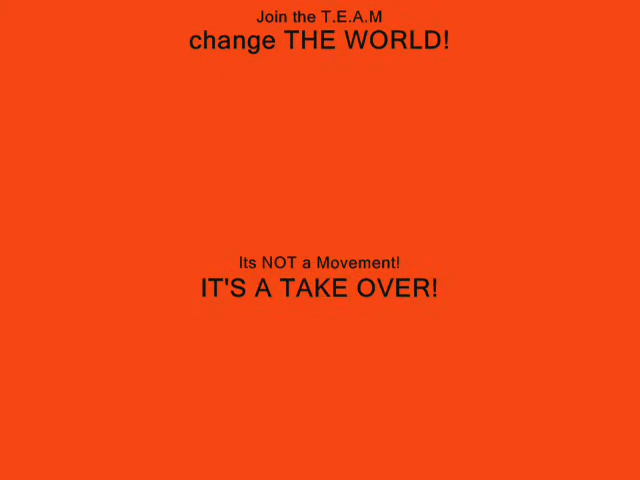 Join the T.E.A.M
change THE WORLD!
Its NOT a Movement!
IT'S A TAKE OVER!